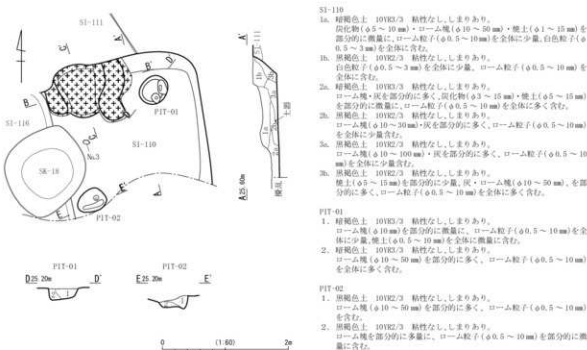 SI-111
A
A'
C
B
B'
D
SI-116
PIT-01
SI-110
No.3
SK-18
PIT-02
E'
A
A 25.60m
SI-111
1b
土器
攪乱
PIT-01
PIT-02
D 25.20m D'
E 25.20m E'
0 (1:60) 2m
SI-110
1a. 暗褐色土 10YR3/3 粘性なし、しまりあり。
炭化物(φ5～10㎜)・ローム塊(φ10～50㎜)・焼土(φ1～15㎜)を
部分的に微量に、ローム粒子(φ0.5～10㎜)を全体に少量、白色粒子(φ
0.5～3㎜)を全体に含む。
1b. 黒褐色土 10YR2/3 粘性なし、しまりあり。
白色粒子(φ0.5～3㎜)を全体に少量、ローム粒子(φ0.5～10㎜)を
全体に含む。
2a. 暗褐色土 10YR3/3 粘性なし、しまりあり。
ローム塊・灰を部分的に多く、炭化物(φ3～15㎜)・焼土(φ5～15㎜)
を部分的に微量に、ローム粒子(φ0.5～10㎜)を全体に多く含む。
2b. 黒褐色土 10YR2/3 粘性なし、しまりあり。
ローム塊(φ10～30㎜)・灰を部分的に多く、ローム粒子(φ0.5～10㎜)
を全体に少量含む。
3a. 暗褐色土 10YR3/3 粘性なし、しまりあり。
ローム塊(φ10～100㎜)・灰を部分的に多く、ローム粒子(φ0.5～10
㎜)を全体に少量含む。
3b. 黒褐色土 10YR2/3 粘性なし、しまりあり。
焼土(φ5～15㎜)を部分的に少量、灰・ローム塊(φ10～50㎜)、を部
分的に多く、ローム粒子(φ0.5～10㎜)を全体に多く含む。
PIT-01
1. 暗褐色土 10YR3/3 粘性なし、しまりあり。
ローム塊(φ10㎜)を部分的に微量に、ローム粒子(φ0.5～10㎜)を全
体に少量、焼土(φ0.5～10㎜)を全体に微量に含む。
2. 暗褐色土 10YR3/3 粘性なし、しまりあり。
ローム塊(φ10～50㎜)を部分的に多く、ローム粒子(φ0.5～10㎜)
を全体に多く含む。
PIT-02
1. 黒褐色土 10YR2/3 粘性なし、しまりあり。
ローム塊(φ10～50㎜)を部分的に多く、ローム粒子(φ0.5～10㎜)
を含む。
2. 黒褐色土 10YR2/3 粘性なし、しまりあり。
ローム塊を部分的に多量に、ローム粒子(φ0.5～10㎜)を部分的に微
量に含む。